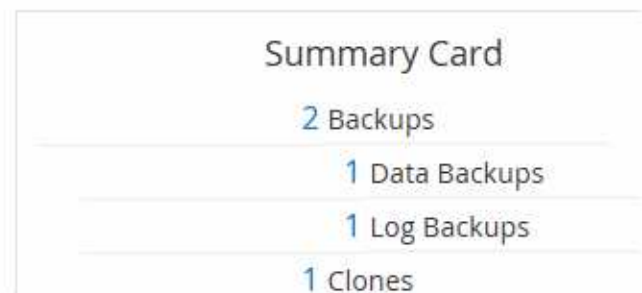 Summary Card
2 Backups
1 Data Backups
1 Log Backups
1 Clones